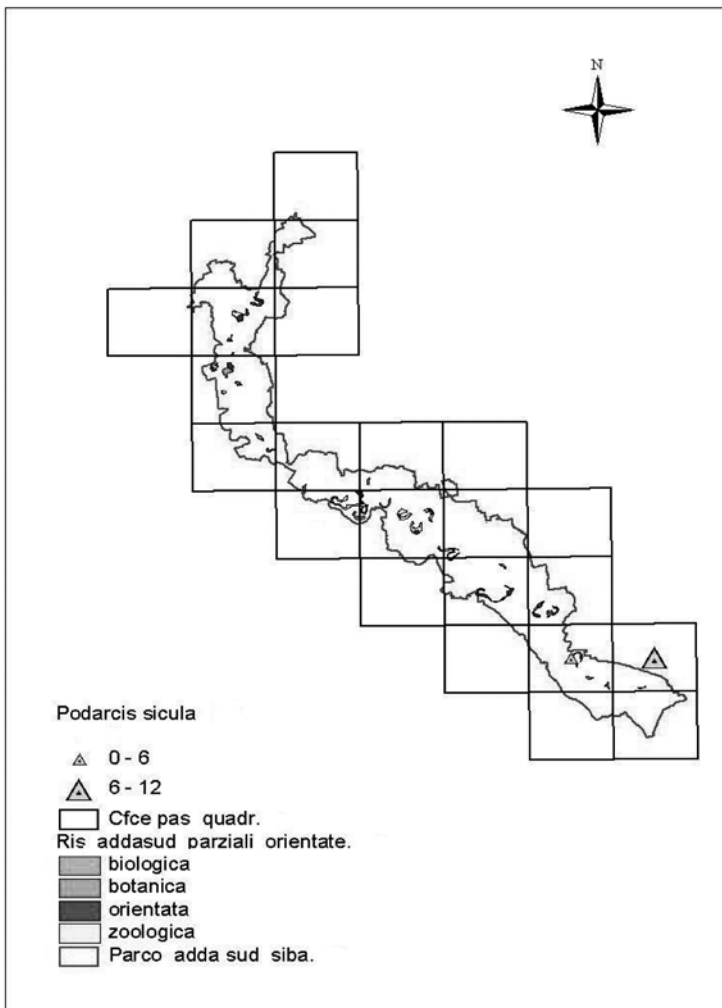 N
Podarcis sicula
0 - 6
6 - 12
Cfce pas quadr.
Ris addasud parziali orientate.
biologica
botanica
orientata
zoologica
Parco adda sud siba.